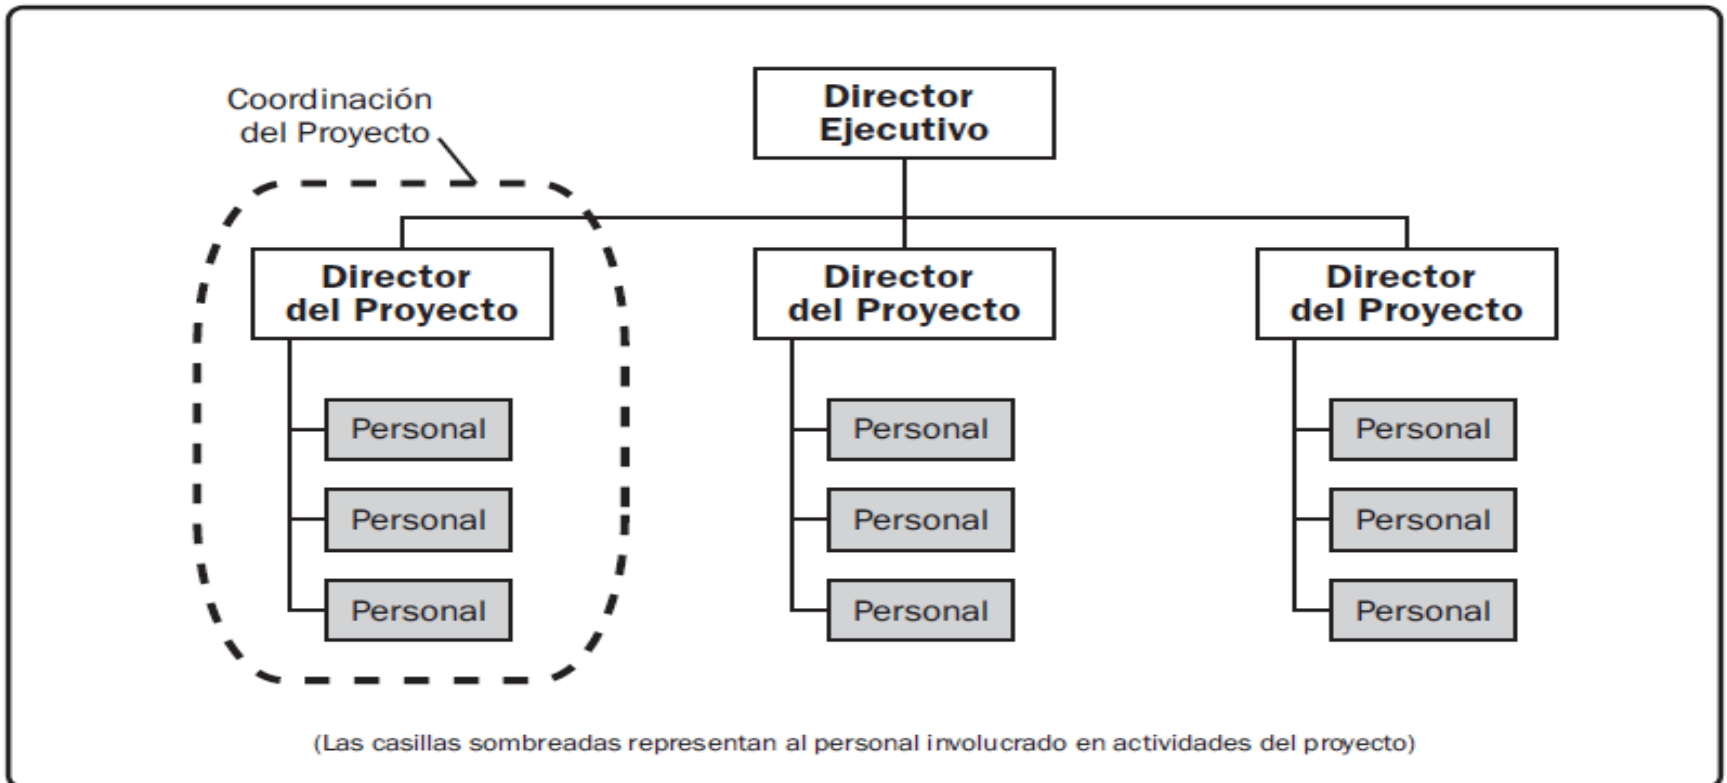 Coordinación
del Proyecto
Director
Ejecutivo
Director
del Proyecto
Director
del Proyecto
Director
del Proyecto
Personal
Personal
Personal
Personal
Personal
Personal
Personal
Personal
Personal
(Las casillas sombreadas representan al personal involucrado en actividades del proyecto)